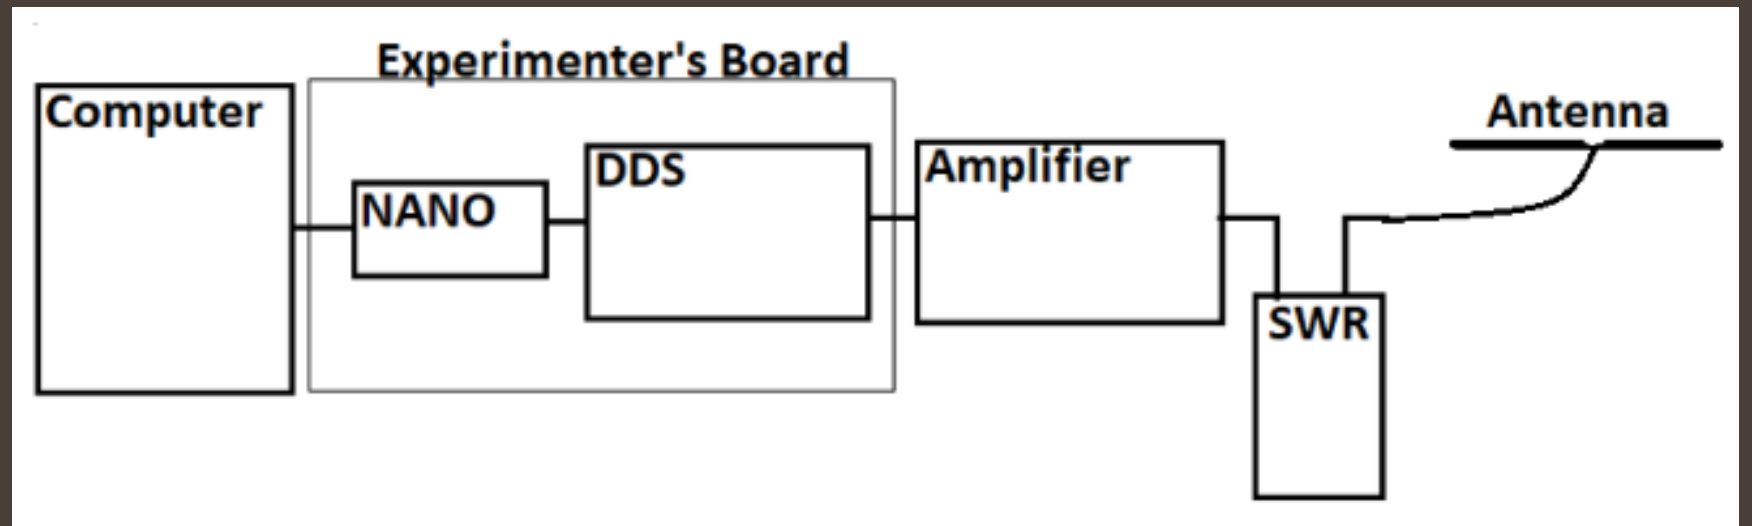 Experimenter's Board
Computer
NANO
DDS
Amplifier
SWR
Antenna